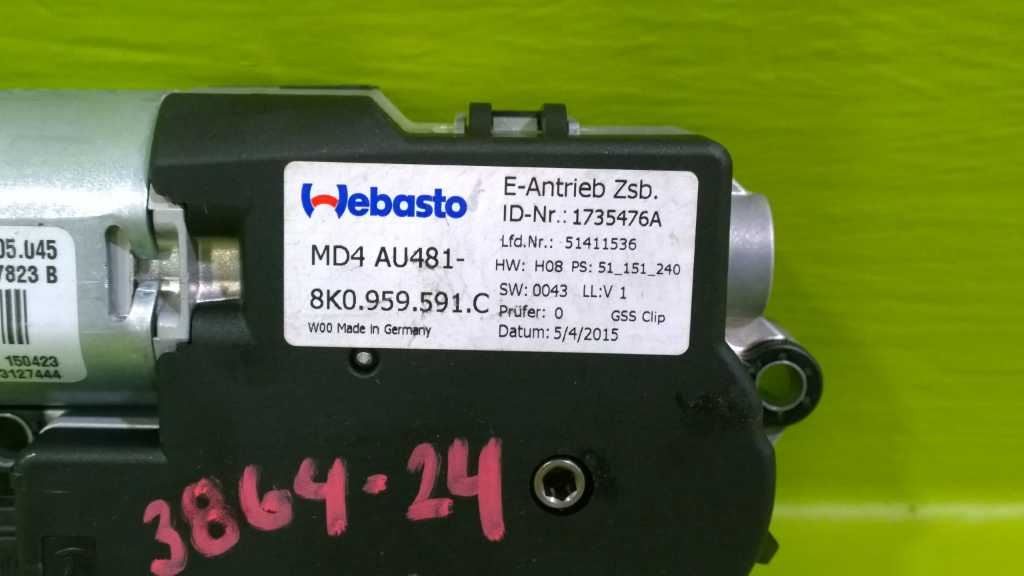 Webasto
MD4 AU481-
8K0.959.591.C
W00 Made in Germany
E-Antrieb Zsb.
ID-Nr.: 1735476A
Lfd.Nr.: 51411536
HW: H08 PS: 51_151_240
SW: 0043 LL:V 1
Prüfer: 0 GSS Clip
Datum: 5/4/2015
05.045
7823 B
150423
3127444
3864-24